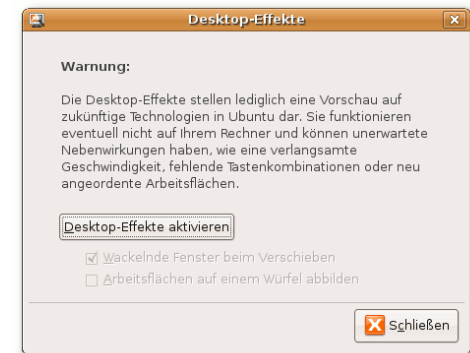 Desktop-Effekte
Warnung:
Die Desktop-Effekte stellen lediglich eine Vorschau auf
zukünftige Technologien in Ubuntu dar. Sie funktionieren
eventuell nicht auf Ihrem Rechner und können unerwartete
Nebenwirkungen haben, wie eine verlangsamte
Geschwindigkeit, fehlende Tastenkombinationen oder neu
angeordente Arbeitsflächen.
Desktop-Effekte aktivieren
Wackelnde Fenster beim Verschieben
Arbeitsflächen auf einem Würfel abbilden
Schließen